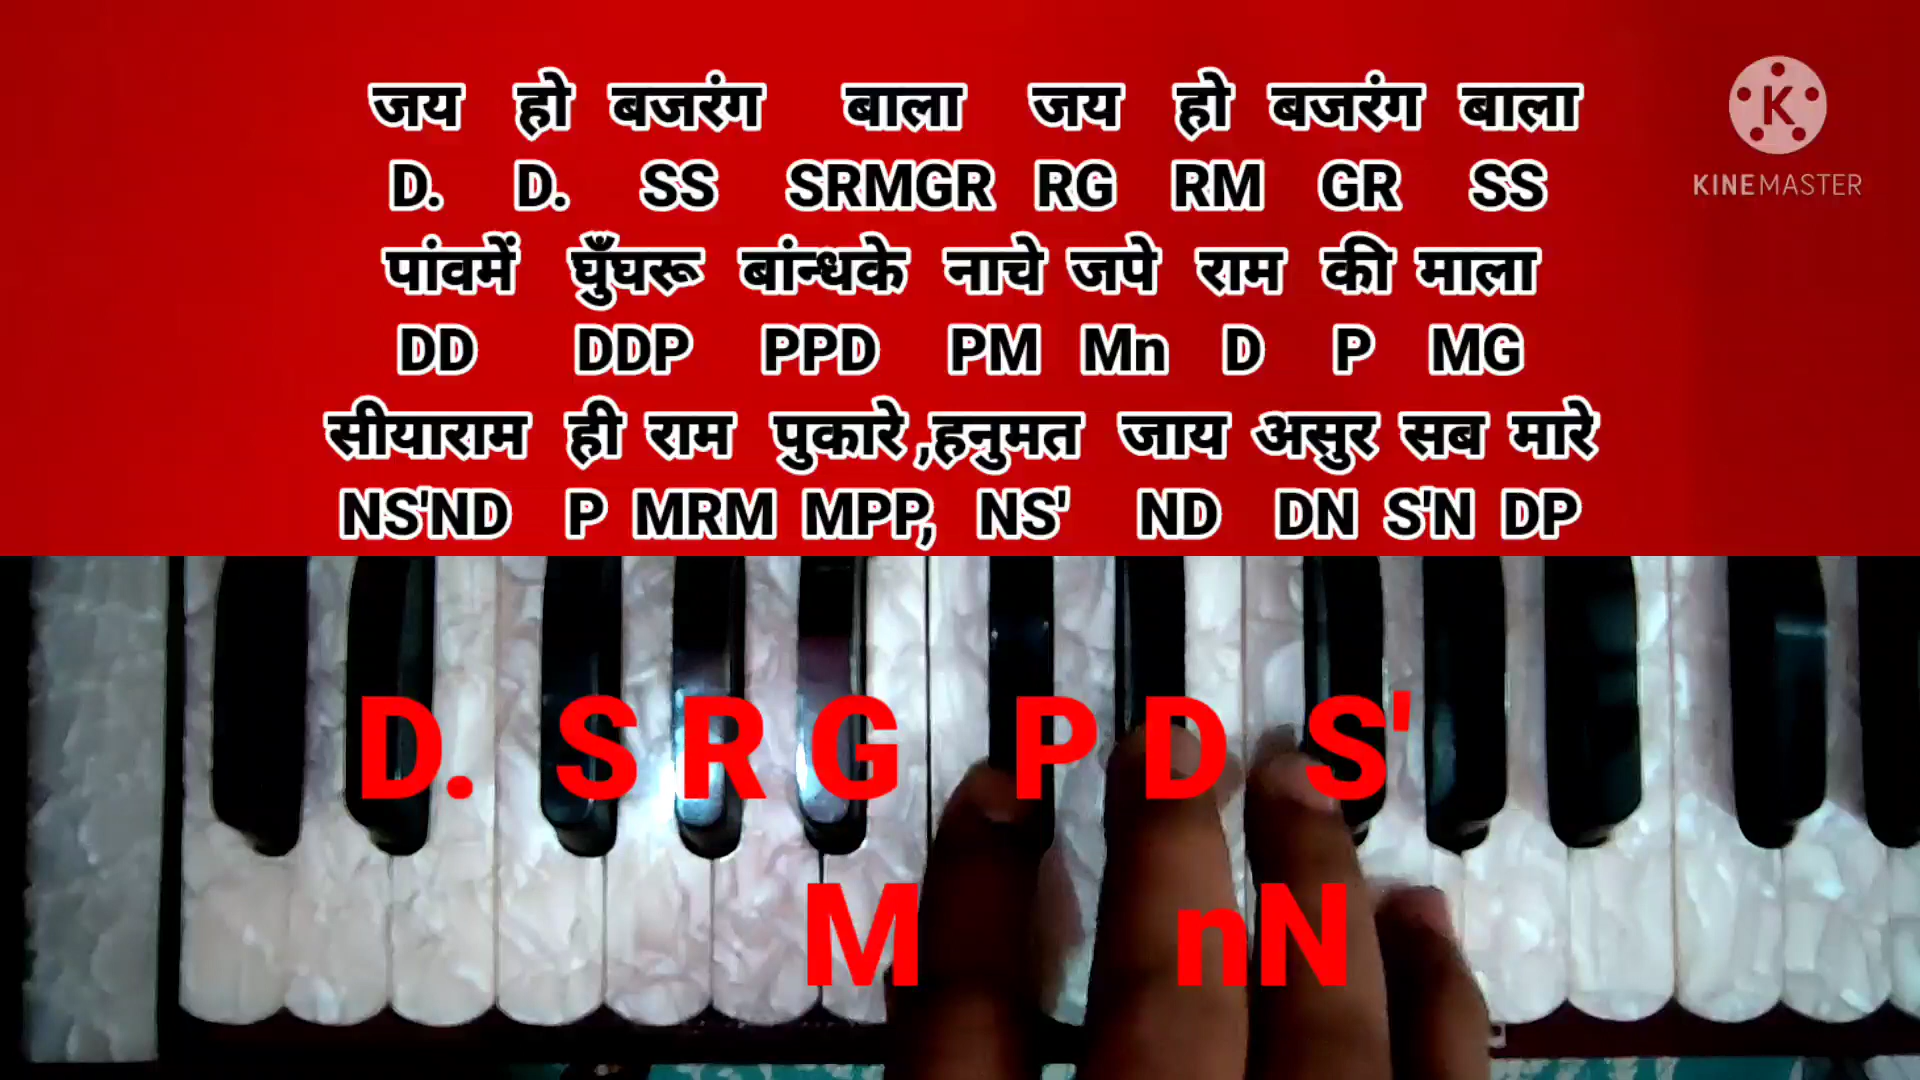 जय हो बजरंग बाला जय हो बजरंग बाला
D. D. SS SRMGR RG RM GR SS
पांवमें घुँघरू बांन्धके नाचे जपे राम की माला
DD DDP PPD PM Mn D P MG
सीयाराम ही राम पुकारे ,हनुमत जाय असुर सब मारे
NS'ND P MRM MPP, NS' ND DN S'N DP
K
KINEMASTER
D. S R G P D S'
M nN